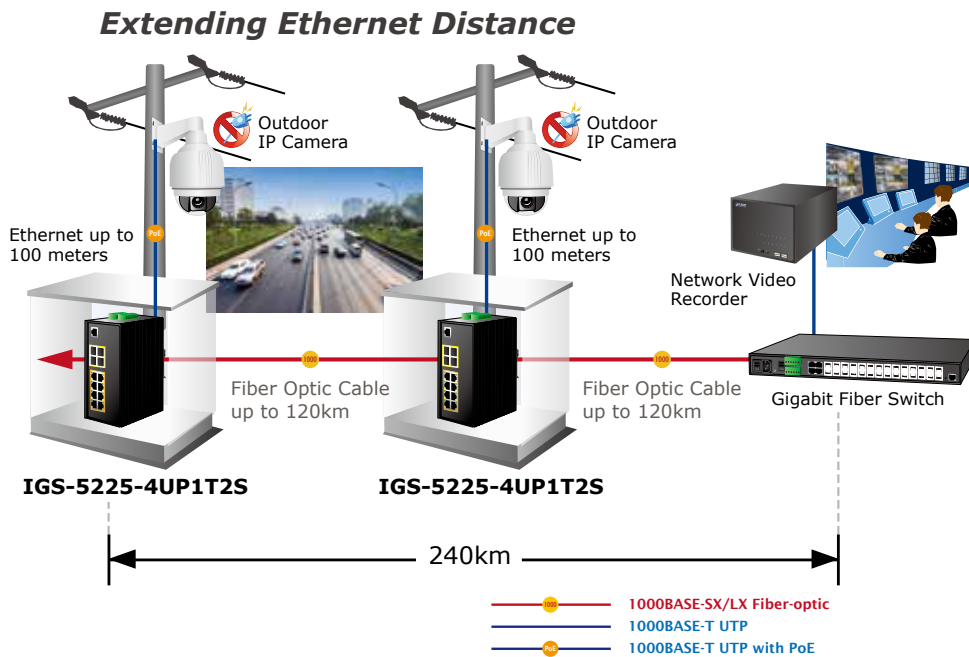 Extending Ethernet Distance
Outdoor
IP Camera
Outdoor
IP Camera
Ethernet up to
100 meters
PoE
PoE
Ethernet up to
100 meters
Network Video
Recorder
1000
1000
Fiber Optic Cable
up to 120km
Fiber Optic Cable
up to 120km
Gigabit Fiber Switch
IGS-5225-4UP1T2S
IGS-5225-4UP1T2S
240km
1000
1000BASE-SX/LX Fiber-optic
1000BASE-T UTP
PoE
1000BASE-T UTP with PoE